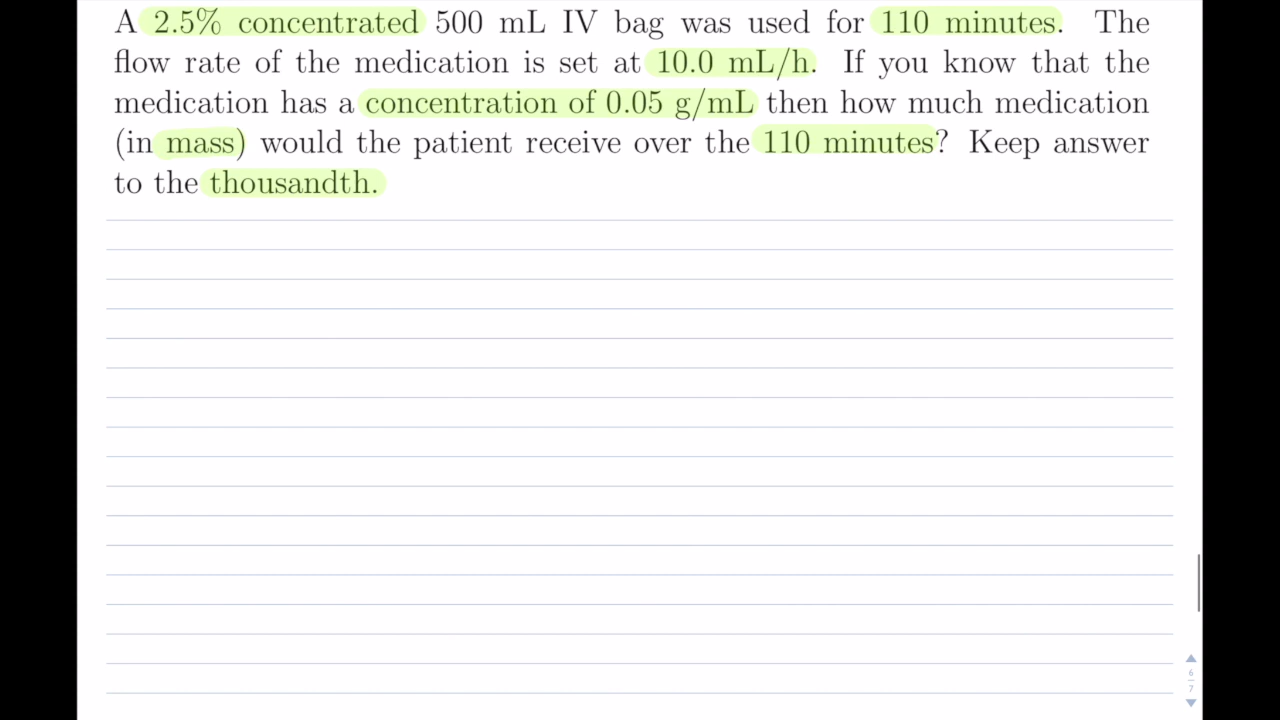 A 2.5% concentrated 500 mL IV bag was used for 110 minutes. The
flow rate of the medication is set at 10.0 mL/h. If you know that the
medication has a concentration of 0.05 g/mL then how much medication
(in mass) would the patient receive over the 110 minutes? Keep answer
to the thousandth.
6
7